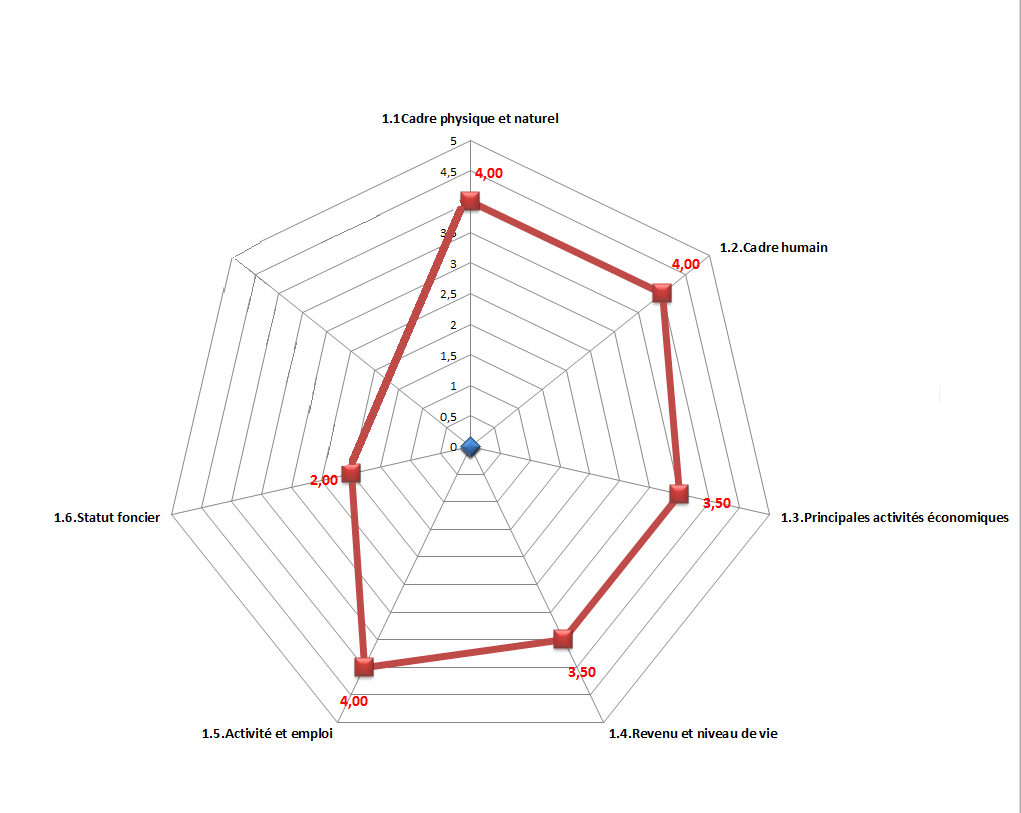 1.1Cadre physique et naturel
5
4,5
4,00
3,5
3
2,5
2
1,5
1
0,5
0
1.2.Cadre humain
4,00
3,50
1.3.Principales activités économiques
2,00
1.6.Statut foncier
3,50
4,00
1.5.Activité et emploi
1.4.Revenu et niveau de vie